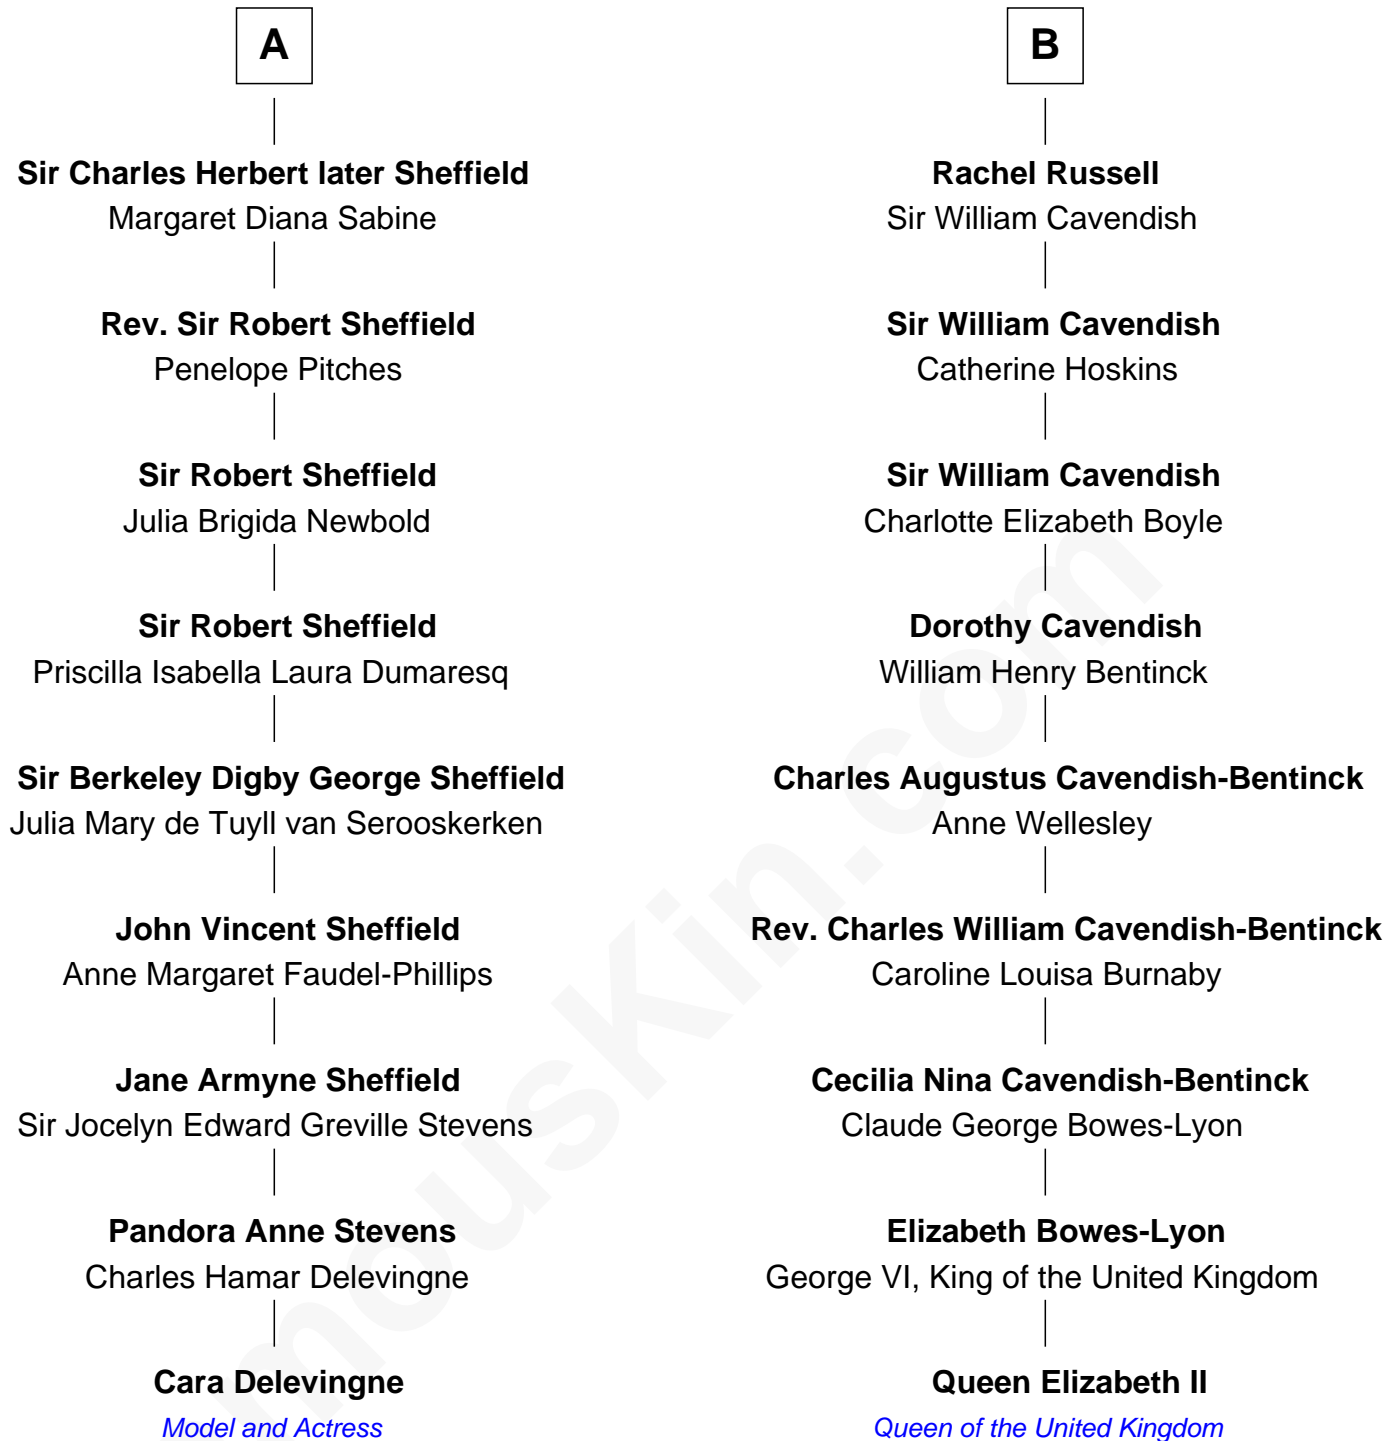 A
Sir Charles Herbert later Sheffield
Margaret Diana Sabine
Rev. Sir Robert Sheffield
Penelope Pitches
Sir Robert Sheffield
Julia Brigida Newbold
Sir Robert Sheffield
Priscilla Isabella Laura Dumaresq
Sir Berkeley Digby George Sheffield
Julia Mary de Tuyll van Serooskerken
John Vincent Sheffield
Anne Margaret Faudel-Phillips
Jane Armyne Sheffield
Sir Jocelyn Edward Greville Stevens
Pandora Anne Stevens
Charles Hamar Delevingne
Cara Delevingne
Model and Actress
B
Rachel Russell
Sir William Cavendish
Sir William Cavendish
Catherine Hoskins
Sir William Cavendish
Charlotte Elizabeth Boyle
Dorothy Cavendish
William Henry Bentinck
Charles Augustus Cavendish-Bentinck
Anne Wellesley
Rev. Charles William Cavendish-Bentinck
Caroline Louisa Burnaby
Cecilia Nina Cavendish-Bentinck
Claude George Bowes-Lyon
Elizabeth Bowes-Lyon
George VI, King of the United Kingdom
Queen Elizabeth II
Queen of the United Kingdom
mousKin.com